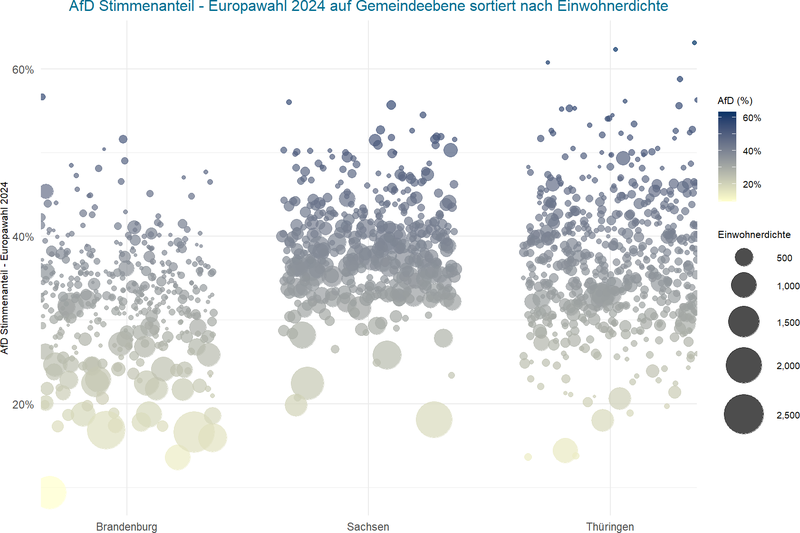 AfD Stimmenanteil - Europawahl 2024 auf Gemeindeebene sortiert nach Einwohnerdichte
AfD Stimmenanteil - Europawahl 2024
60%
40%
20%
Brandenburg
Sachsen
Thüringen
AfD (%)
60%
40%
20%
Einwohnerdichte
500
1,000
1,500
2,000
2,500